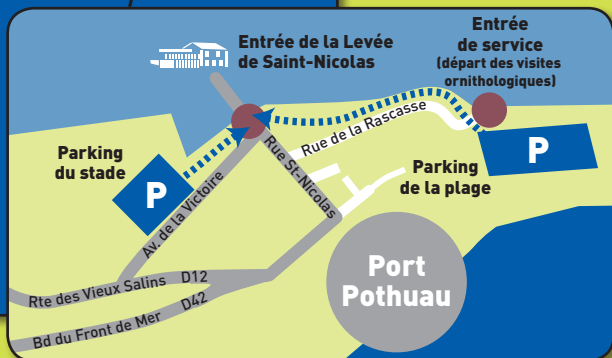 Entrée de la Levée
de Saint-Nicolas
Entrée
de service
(départ des visites
ornithologiques)
Rue de la Rascasse
Parking
du stade
P
P
Rue St-Nicolas
Parking
de la plage
Av. de la Victoire
Port
Pothuau
Rte des Vieux Salins D12
Bd du Front de Mer D42